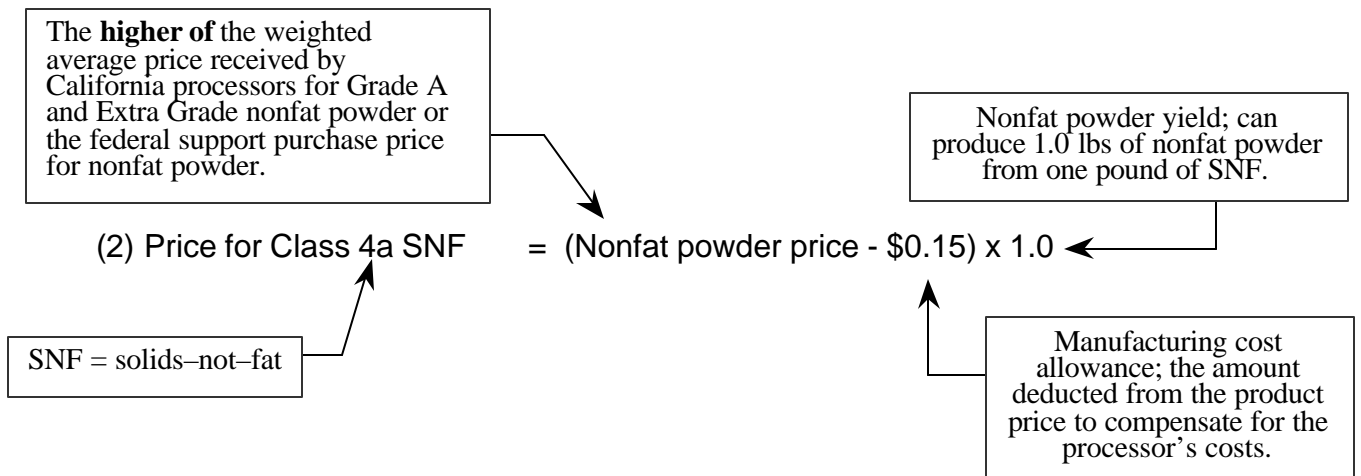 The higher of the weighted
average price received by
California processors for Grade A
and Extra Grade nonfat powder or
the federal support purchase price
for nonfat powder.
Nonfat powder yield; can
produce 1.0 lbs of nonfat powder
from one pound of SNF.
(2) Price for Class 4a SNF = (Nonfat powder price - $0.15) x 1.0
SNF = solids–not–fat
Manufacturing cost
allowance; the amount
deducted from the product
price to compensate for the
processor’s costs.